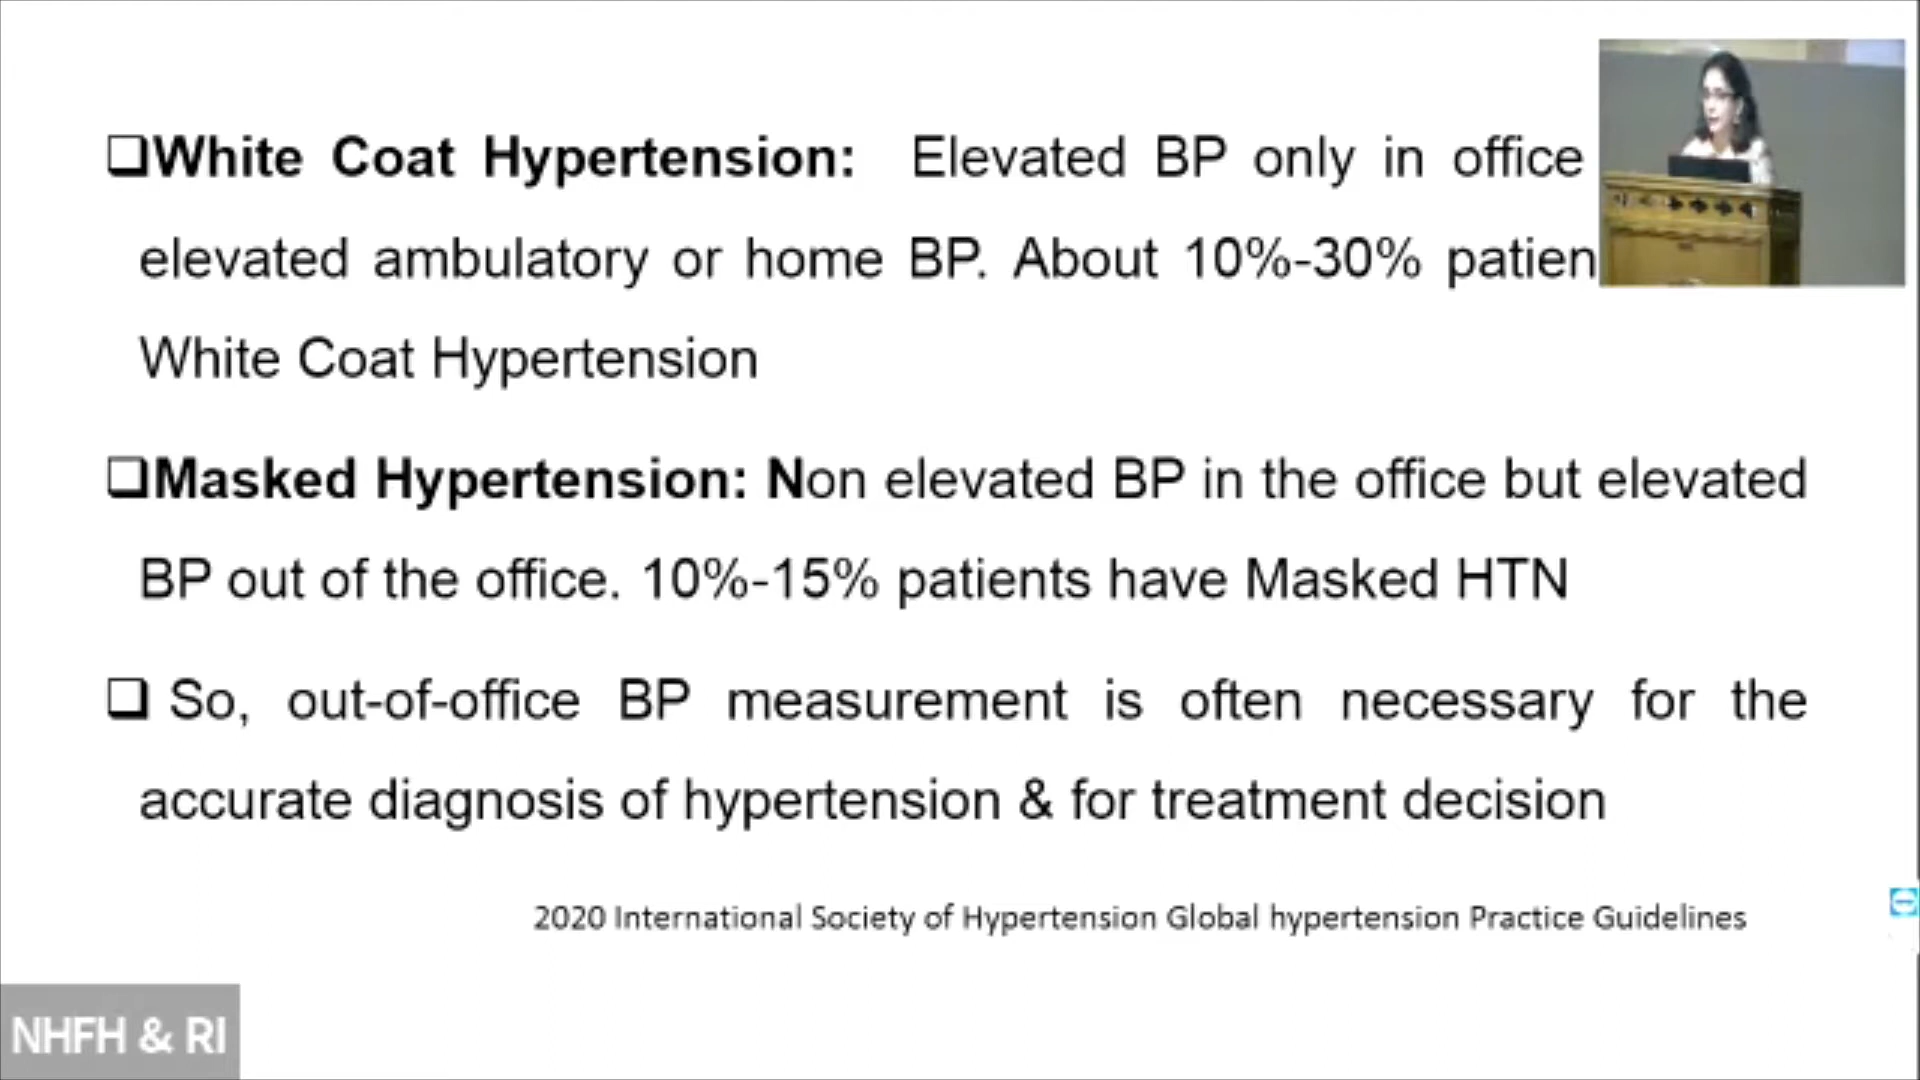 ❑White Coat Hypertension: Elevated BP only in office
elevated ambulatory or home BP. About 10%-30% patien
White Coat Hypertension
❑Masked Hypertension: Non elevated BP in the office but elevated
BP out of the office. 10%-15% patients have Masked HTN
❑ So, out-of-office BP measurement is often necessary for the
accurate diagnosis of hypertension & for treatment decision
2020 International Society of Hypertension Global hypertension Practice Guidelines
NHFH & RI